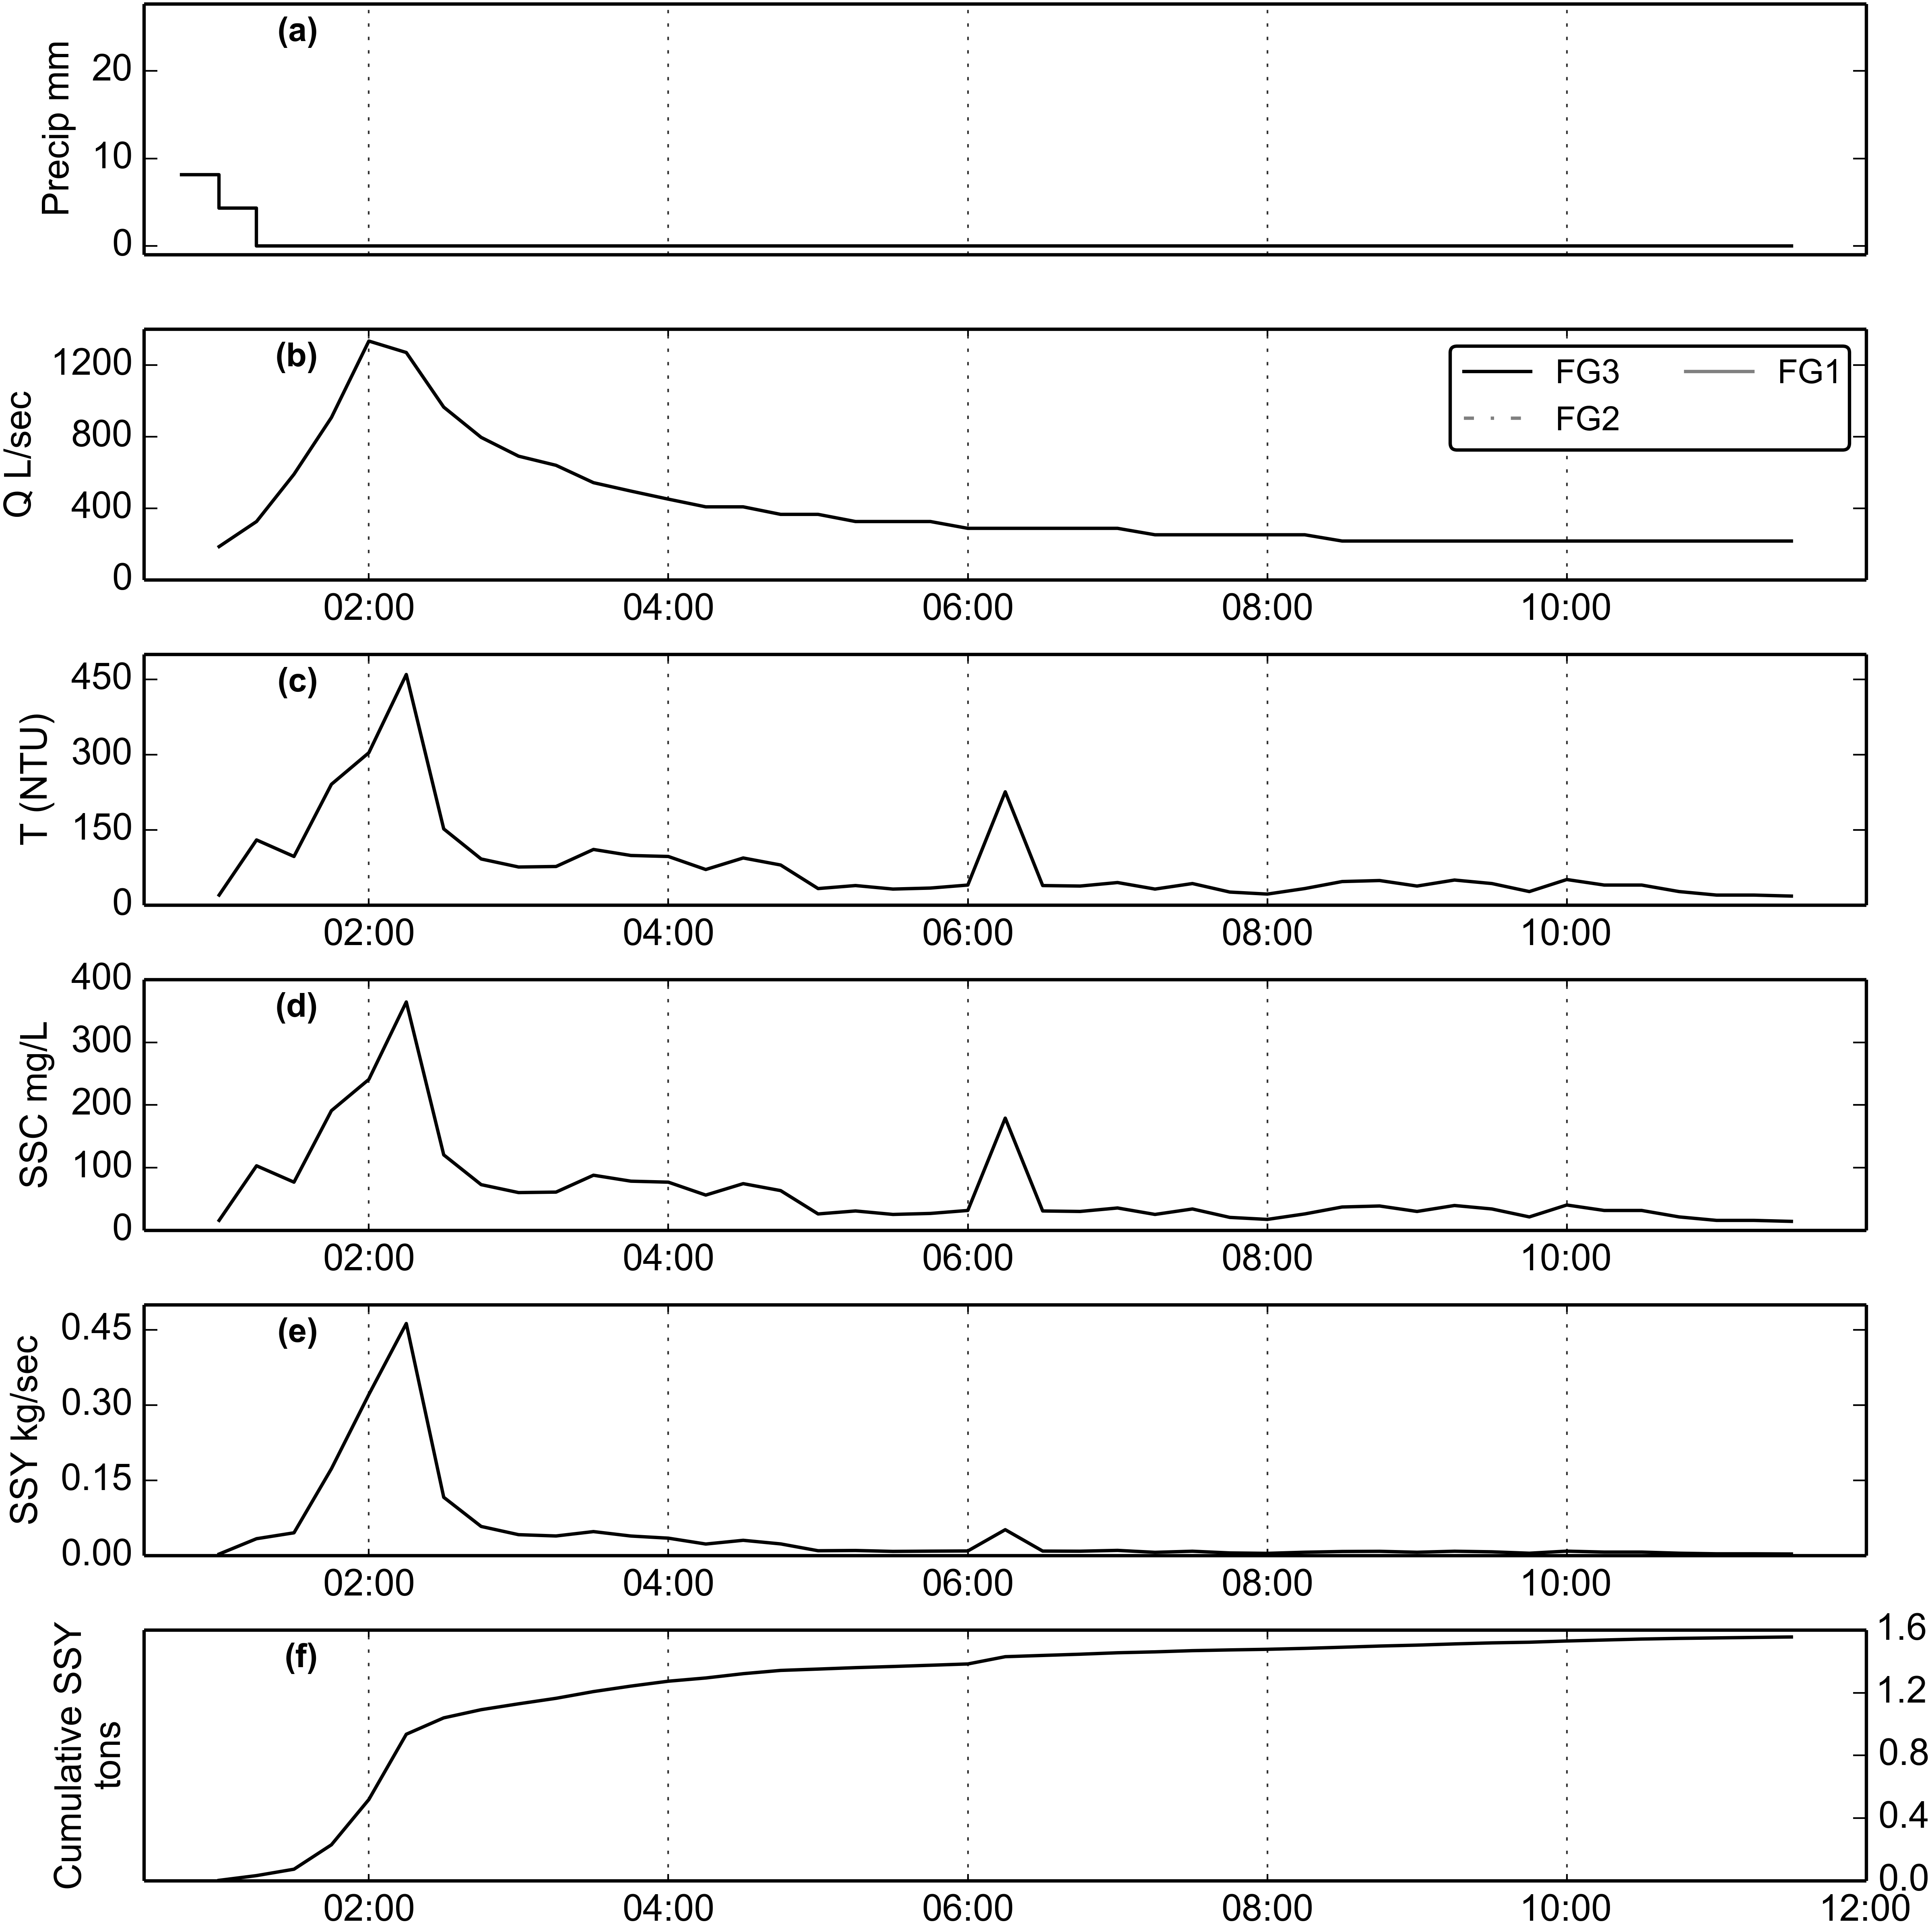 (a)
Precip mm
20
10
0
(b)
Q L/sec
1200
800
400
0
FG3 FG1
FG2
02:00 04:00 06:00 08:00 10:00
(c)
T (NTU)
450
300
150
0
02:00 04:00 06:00 08:00 10:00
(d)
SSC mg/L
400
300
200
100
0
02:00 04:00 06:00 08:00 10:00
(e)
SSY kg/sec
0.45
0.30
0.15
0.00
02:00 04:00 06:00 08:00 10:00
(f)
Cumulative SSY
tons
1.6
1.2
0.8
0.4
0.0
02:00 04:00 06:00 08:00 10:00 12:00